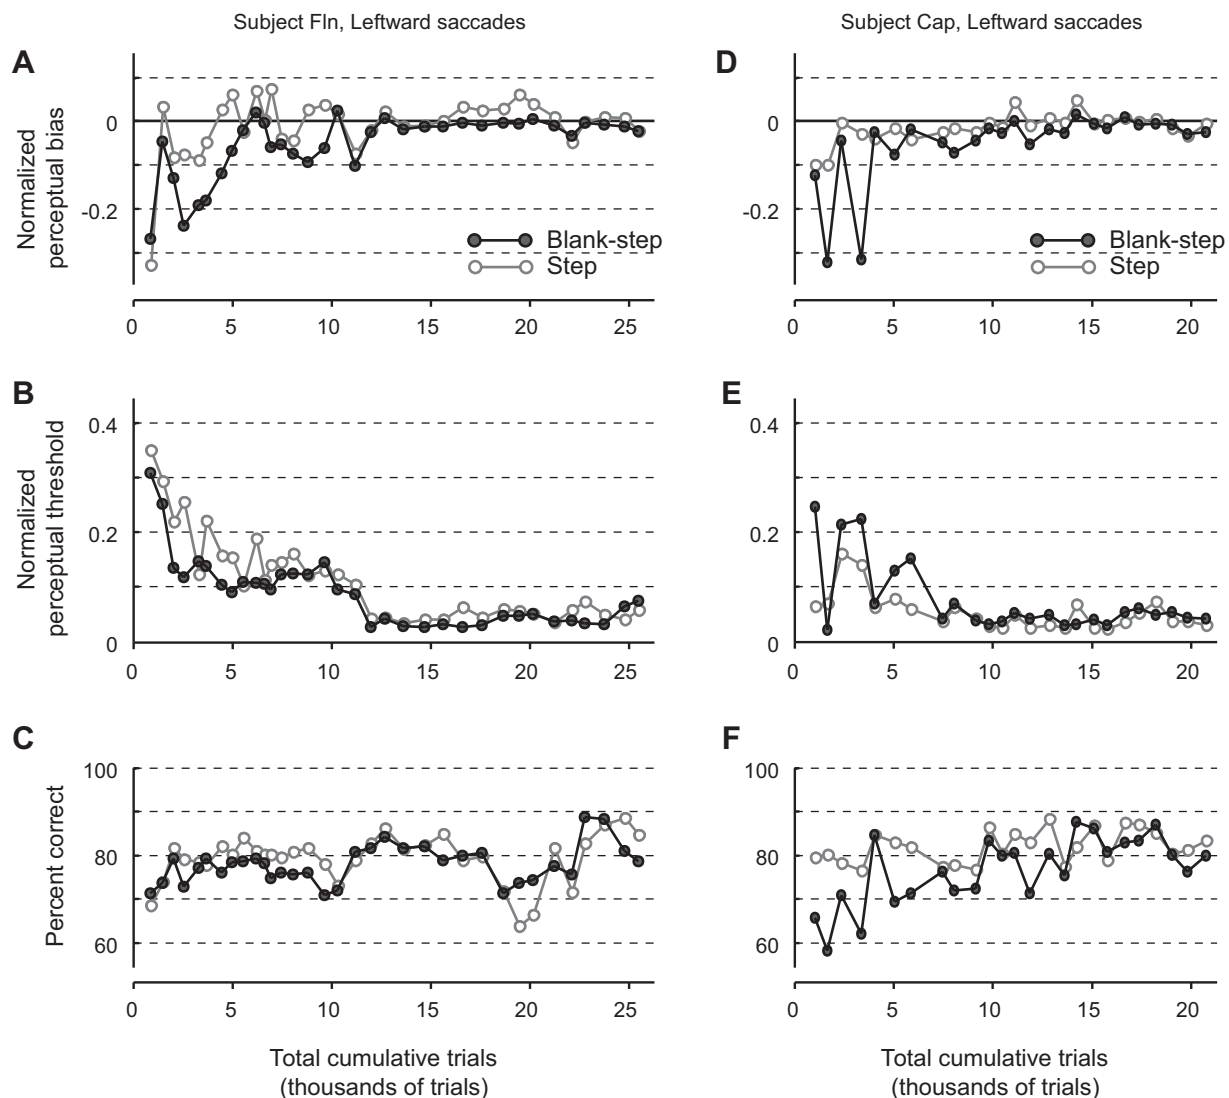 Subject Fln, Leftward saccades
Subject Cap, Leftward saccades
A
Normalized
perceptual bias
0
-0.2
Blank-step
Step
0 5 10 15 20 25
D
0
-0.2
Blank-step
Step
0 5 10 15 20
B
Normalized
perceptual threshold
0.4
0.2
0
0 5 10 15 20 25
E
0.4
0.2
0
0 5 10 15 20
C
Percent correct
100
80
60
0 5 10 15 20 25
Total cumulative trials
(thousands of trials)
F
100
80
60
0 5 10 15 20
Total cumulative trials
(thousands of trials)